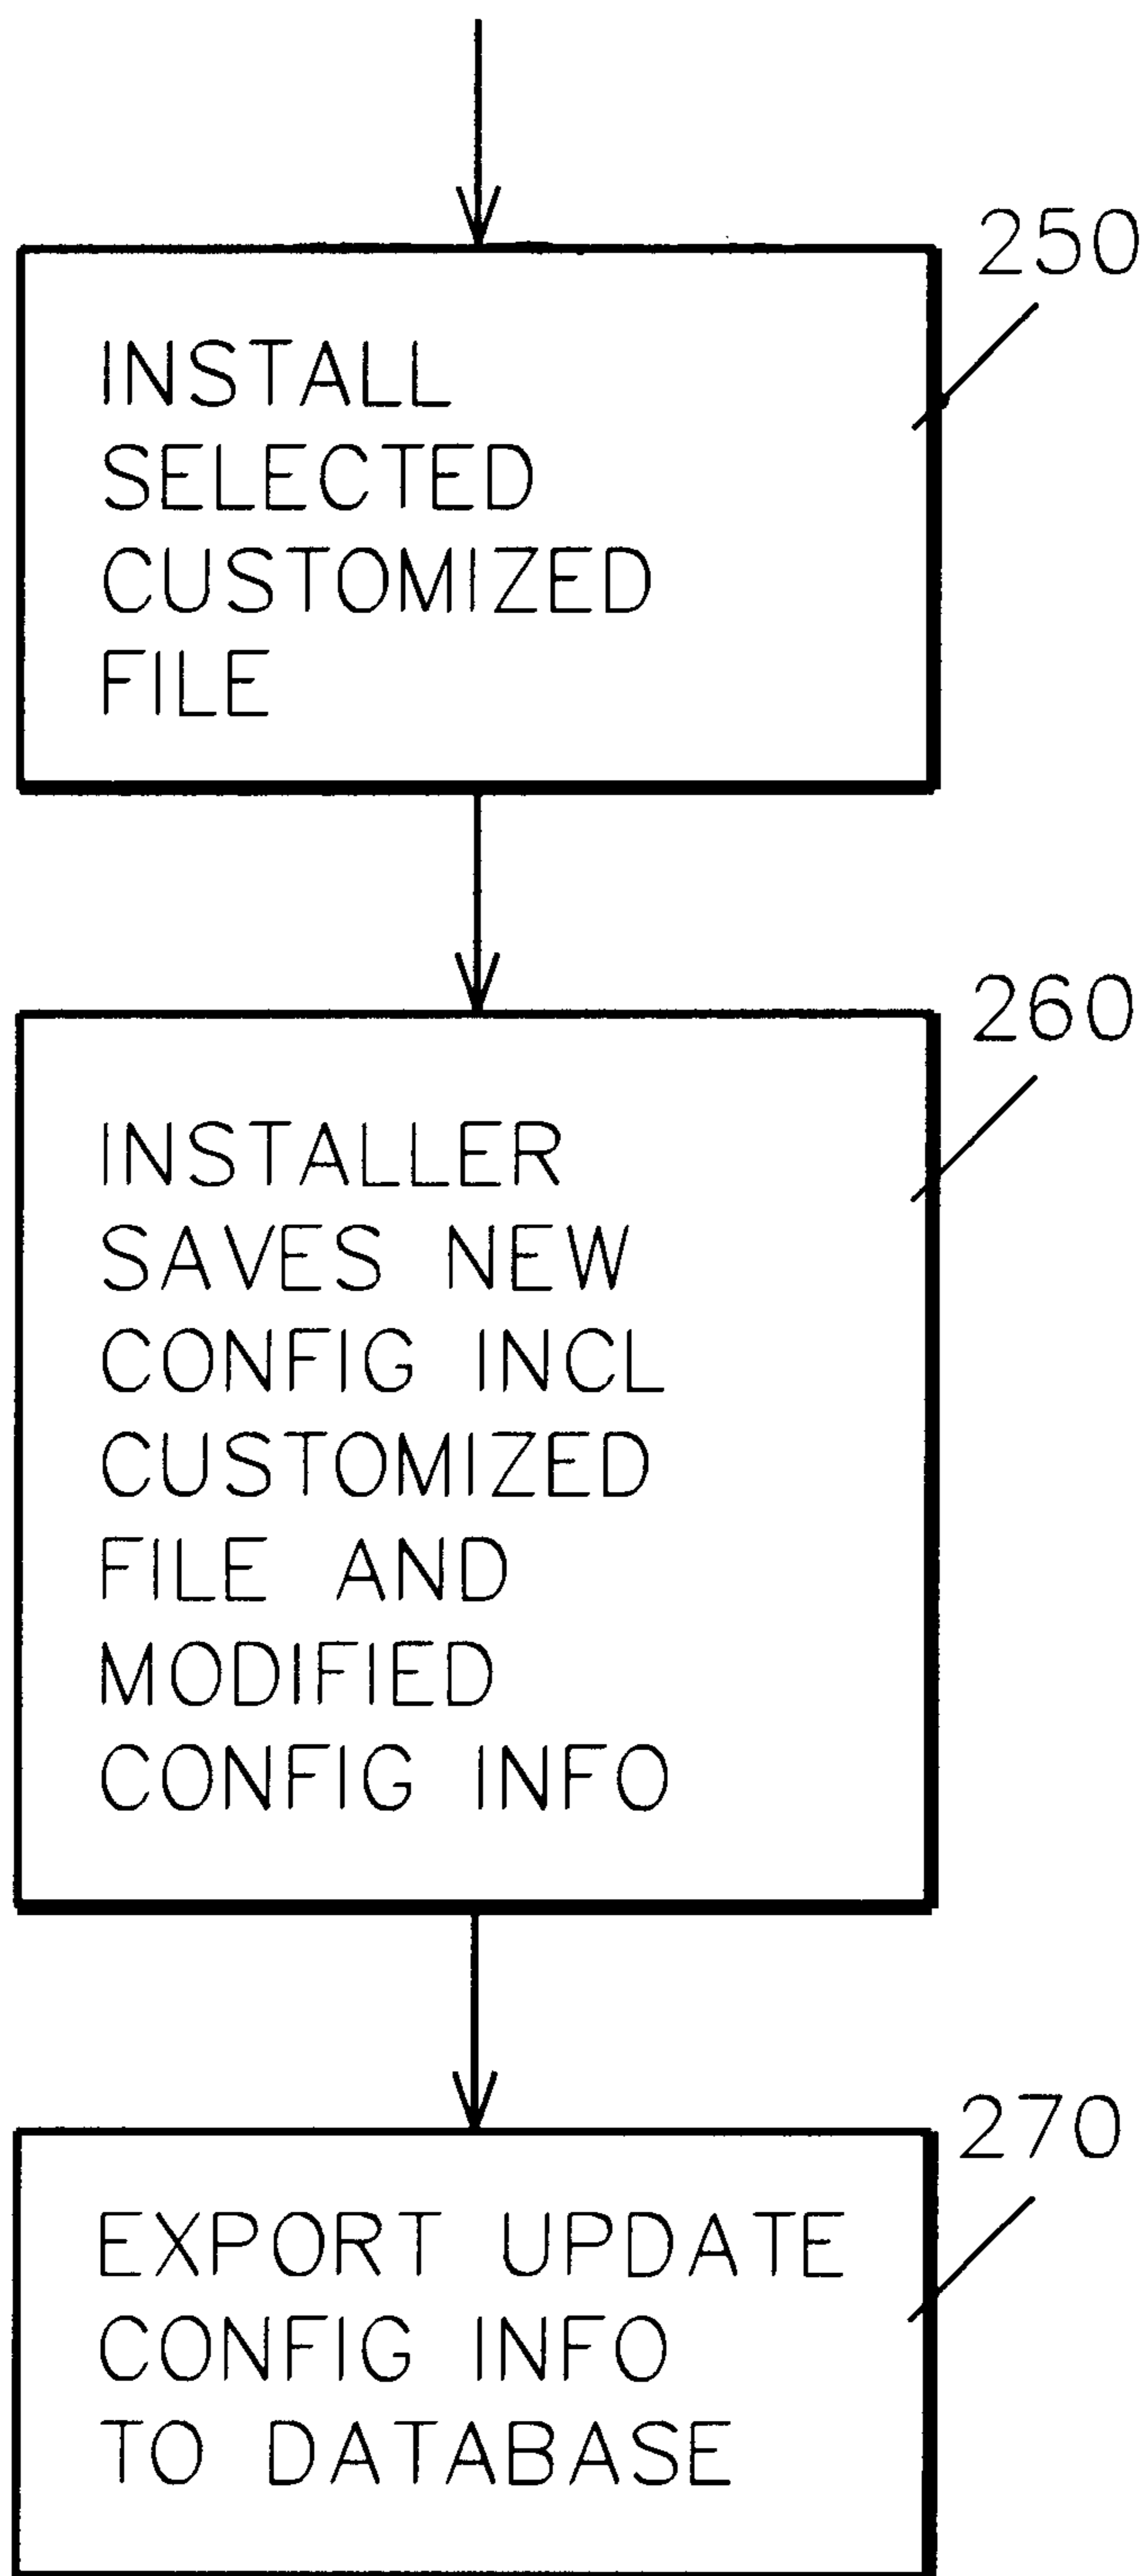 250
INSTALL
SELECTED
CUSTOMIZED
FILE
260
INSTALLER
SAVES NEW
CONFIG INCL
CUSTOMIZED
FILE AND
MODIFIED
CONFIG INFO
270
EXPORT UPDATE
CONFIG INFO
TO DATABASE